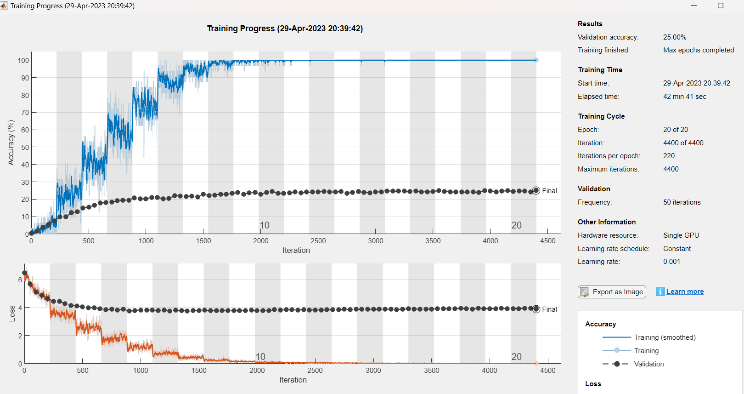 Training Progress (29-Apr-2023 20:39:42)
Training Progress (29-Apr-2023 20:39:42)
100
90
80
70
60
50
40
30
20
10
0
Accuracy (%)
Final
10
20
0
500
1000
1500
2000
2500
3000
3500
4000
4500
Iteration
6
4
2
0
Loss
Final
10
20
0
500
1000
1500
2000
2500
3000
3500
4000
4500
Iteration
Results
Validation accuracy: 25.00%
Training finished: Max epochs completed
Training Time
Start time: 29-Apr-2023 20:39:42
Elapsed time: 42 min 41 sec
Training Cycle
Epoch: 20 of 20
Iteration: 4400 of 4400
Iterations per epoch: 220
Maximum iterations: 4400
Validation
Frequency: 50 iterations
Other Information
Hardware resource: Single GPU
Learning rate schedule: Constant
Learning rate: 0.001
Export as Image
i Learn more
Accuracy
Training (smoothed)
Training
Validation
Loss